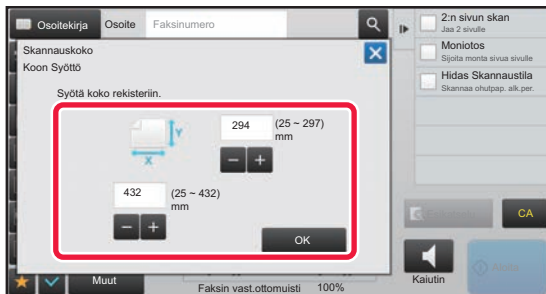 Osoitekirja Osoite Faksinumero
Skannauskoko
Koon Syöttö
Syötä koko rekisteriin.
Y
X
294 (25 ~ 297)
mm
432 (25 ~ 432)
mm
OK
2:n sivun skan
Jaa 2 sivulle
Moniotos
Sijoita monta sivua sivulle
Hidas Skannaustila
Skannaa ohutpap. alk.per.
CA
Kaiutin
Aloita
Muut
Faksin vast.ottomuisti 100%